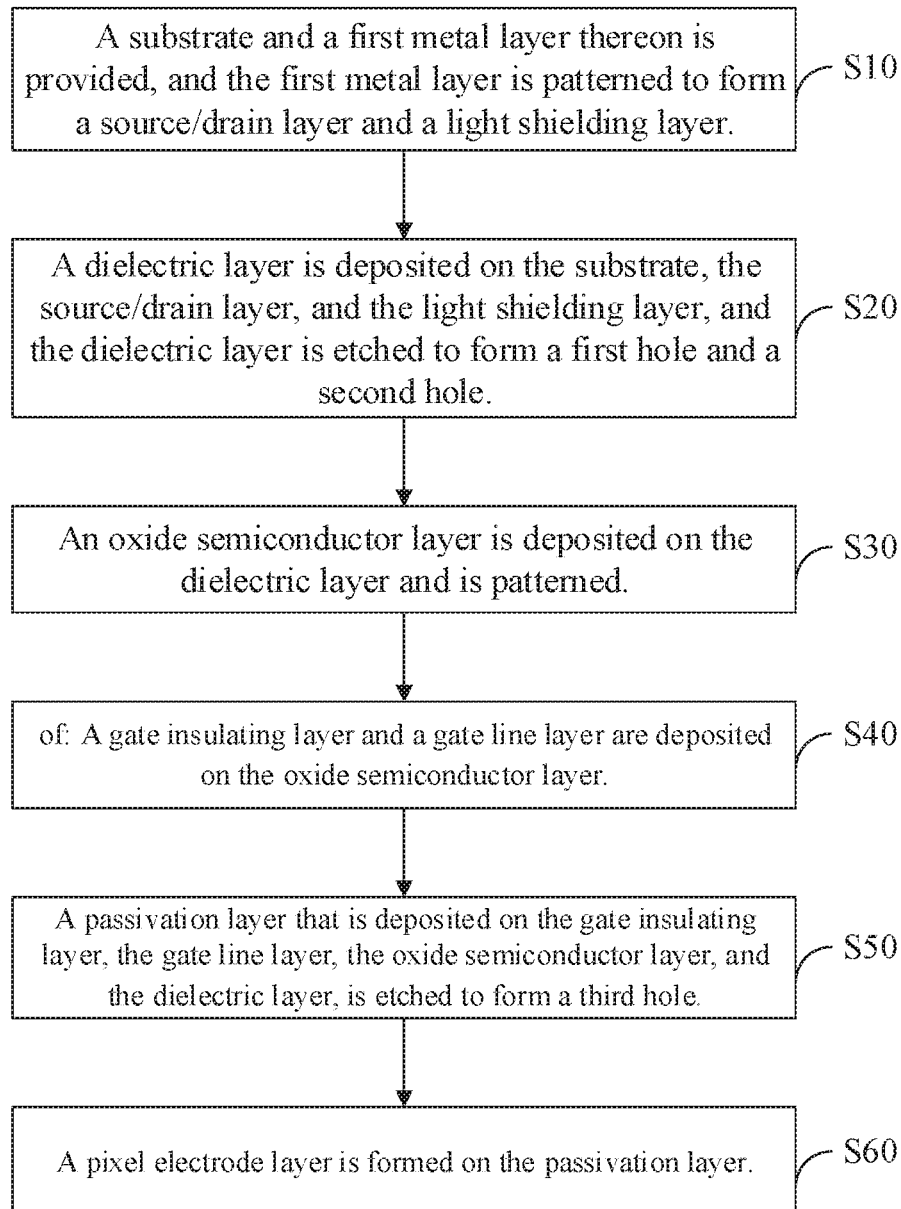 A substrate and a first metal layer thereon is
provided, and the first metal layer is patterned to form
a source/drain layer and a light shielding layer.
S10
A dielectric layer is deposited on the substrate, the
source/drain layer, and the light shielding layer, and
the dielectric layer is etched to form a first hole and a
second hole.
S20
An oxide semiconductor layer is deposited on the
dielectric layer and is patterned.
S30
of: A gate insulating layer and a gate line layer are deposited
on the oxide semiconductor layer.
S40
A passivation layer that is deposited on the gate insulating
layer, the gate line layer, the oxide semiconductor layer, and
the dielectric layer, is etched to form a third hole.
S50
A pixel electrode layer is formed on the passivation layer.
S60